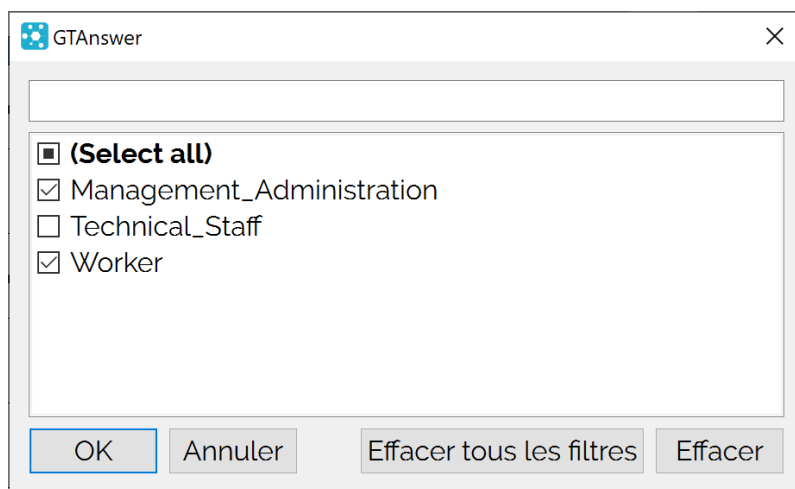 GTAnswer
(Select all)
Management_Administration
Technical_Staff
Worker
OK Annuler Effacer tous les filtres Effacer